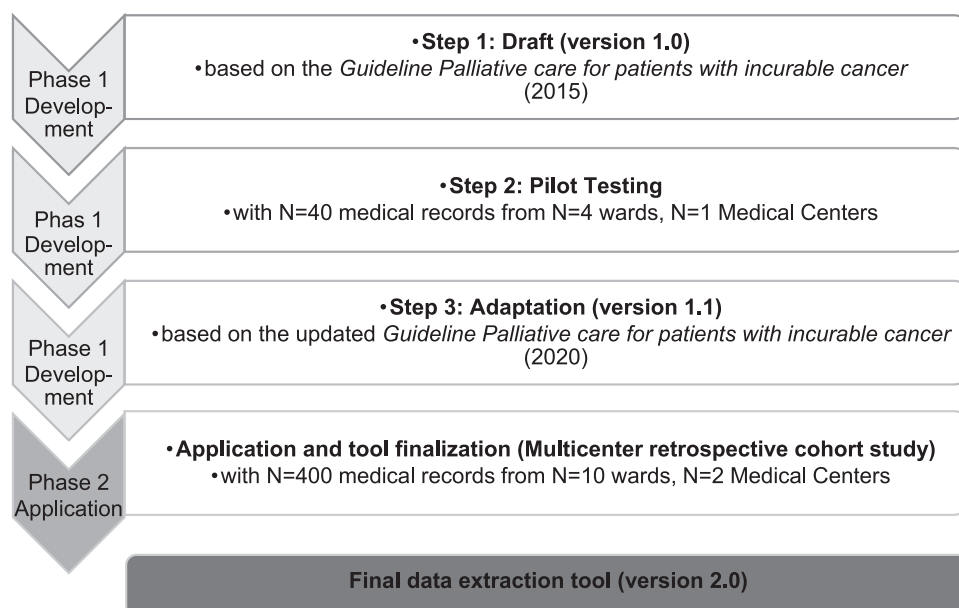 Phase 1
Develop-
ment
•Step 1: Draft (version 1.0)
•based on the Guideline Palliative care for patients with incurable cancer
(2015)
Phas 1
Develop-
ment
•Step 2: Pilot Testing
•with N=40 medical records from N=4 wards, N=1 Medical Centers
Phase 1
Develop-
ment
•Step 3: Adaptation (version 1.1)
•based on the updated Guideline Palliative care for patients with incurable cancer
(2020)
Phase 2
Application
•Application and tool finalization (Multicenter retrospective cohort study)
•with N=400 medical records from N=10 wards, N=2 Medical Centers
Final data extraction tool (version 2.0)